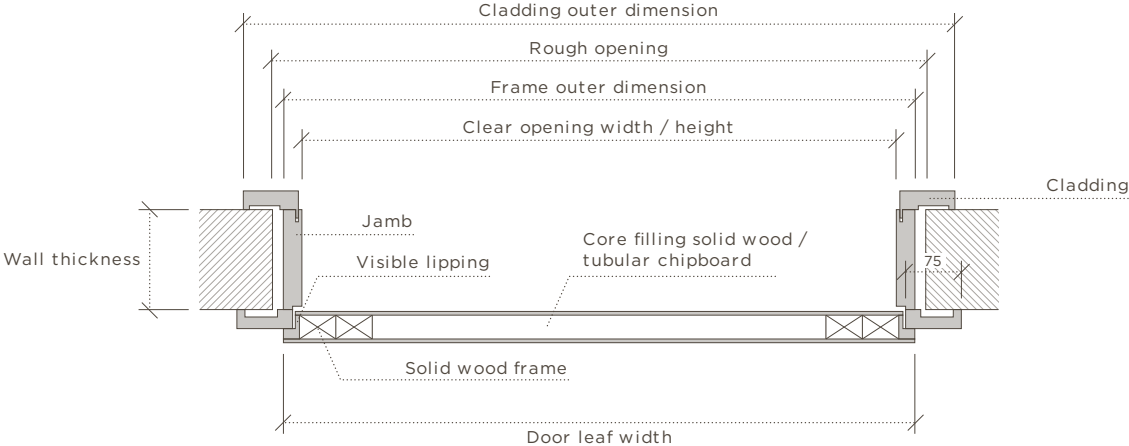 Cladding outer dimension
Rough opening
Frame outer dimension
Clear opening width / height
Cladding
Jamb
Core filling solid wood /
tubular chipboard
Wall thickness
Visible lipping
75
Solid wood frame
Door leaf width